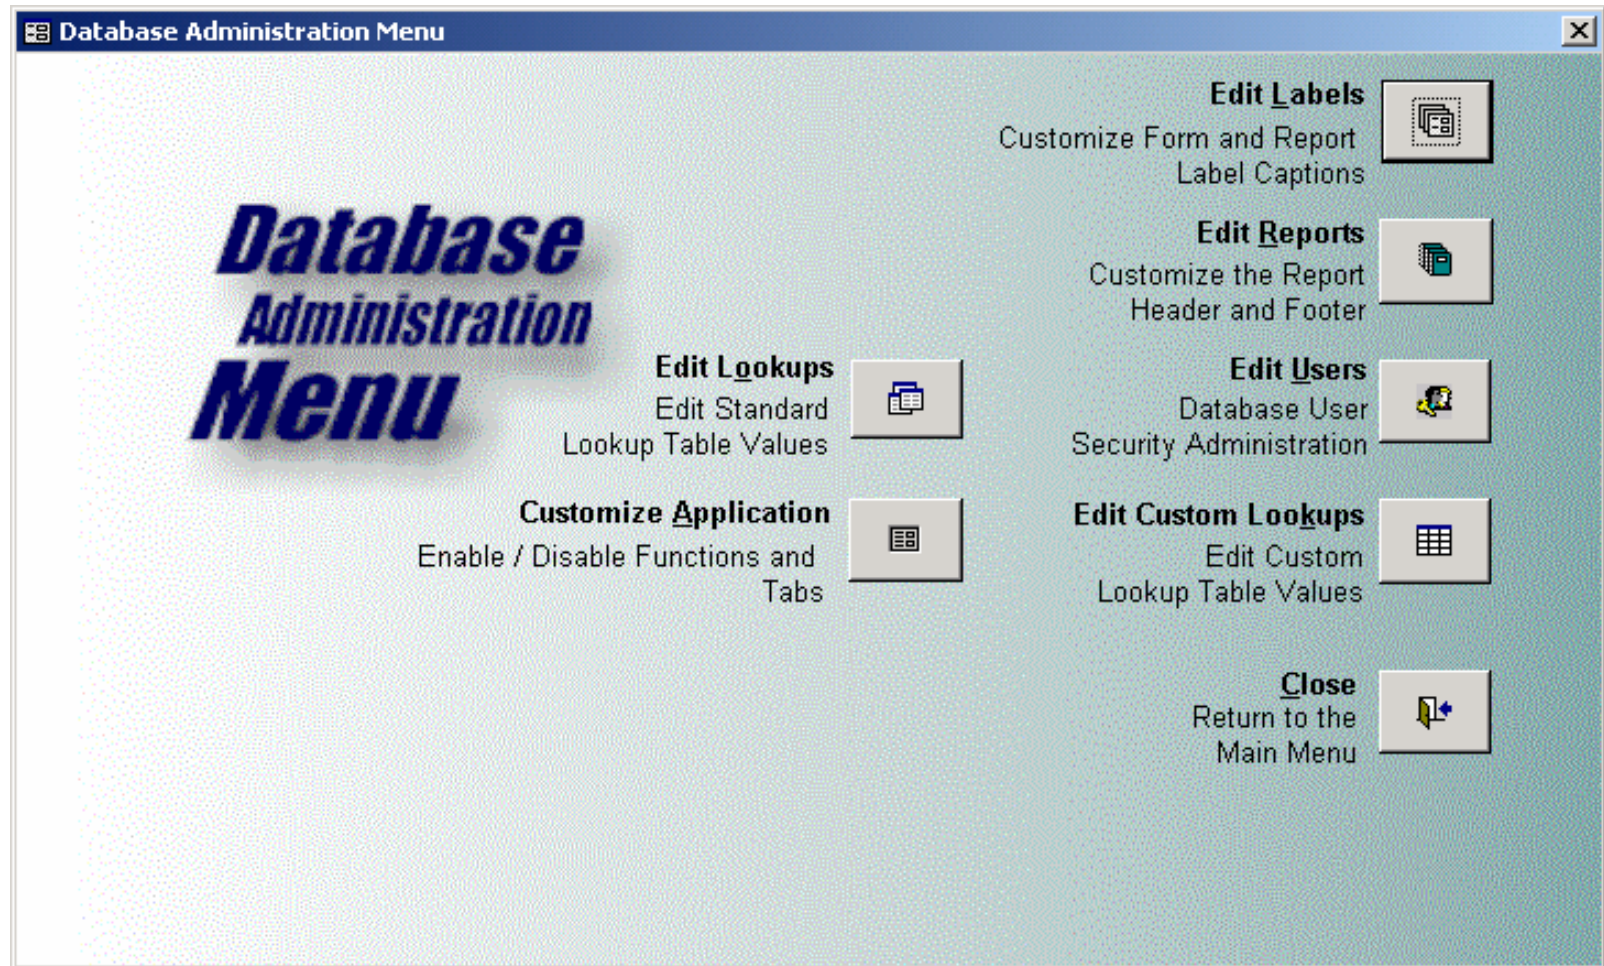 Database Administration Menu
Database
Administration
Menu
Edit Labels
Customize Form and Report
Label Captions
Edit Reports
Customize the Report
Header and Footer
Edit Lookups
Edit Standard
Lookup Table Values
Edit Users
Database User
Security Administration
Customize Application
Enable / Disable Functions and
Tabs
Edit Custom Lookups
Edit Custom
Lookup Table Values
Close
Return to the
Main Menu